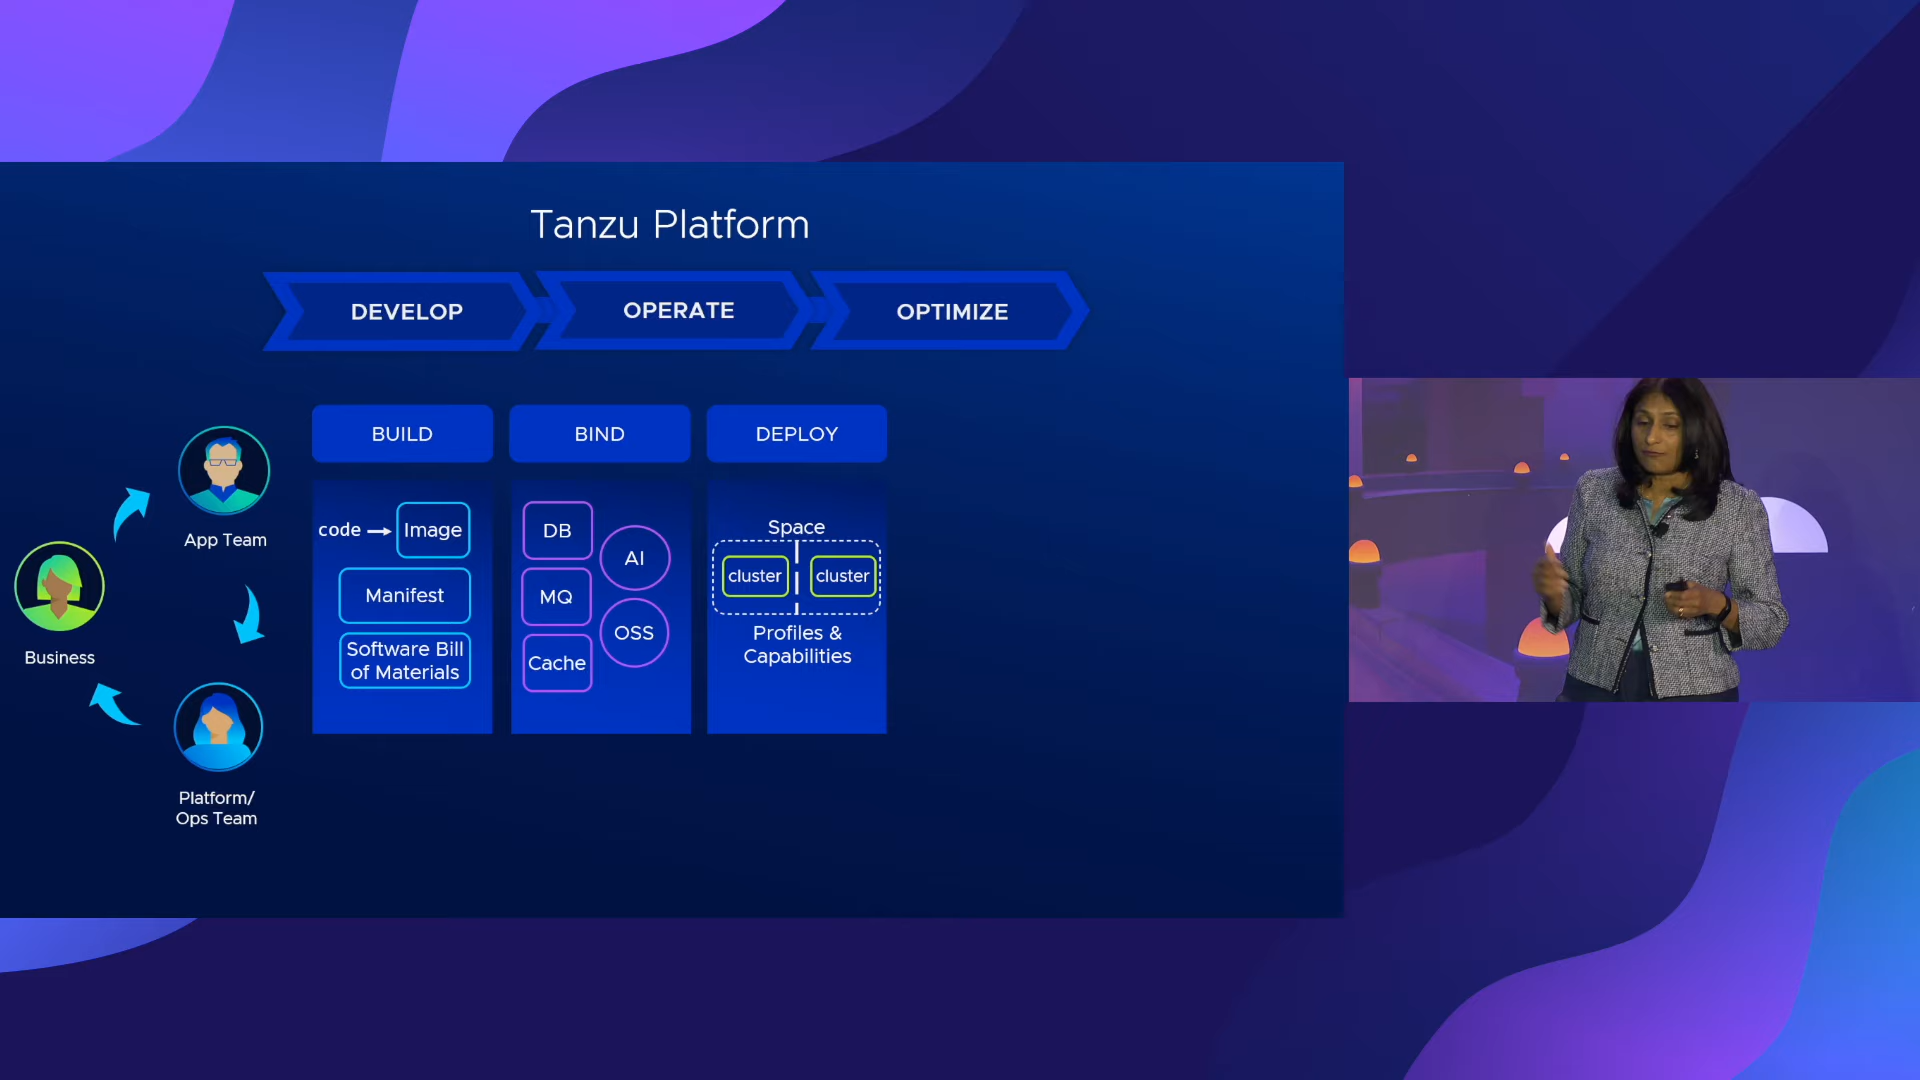 Tanzu Platform
DEVELOP
OPERATE
OPTIMIZE
BUILD
BIND
DEPLOY
App Team
Business
Platform/
Ops Team
code
Image
Manifest
Software Bill
of Materials
DB
MQ
Cache
AI
OSS
Space
cluster
cluster
Profiles &
Capabilities